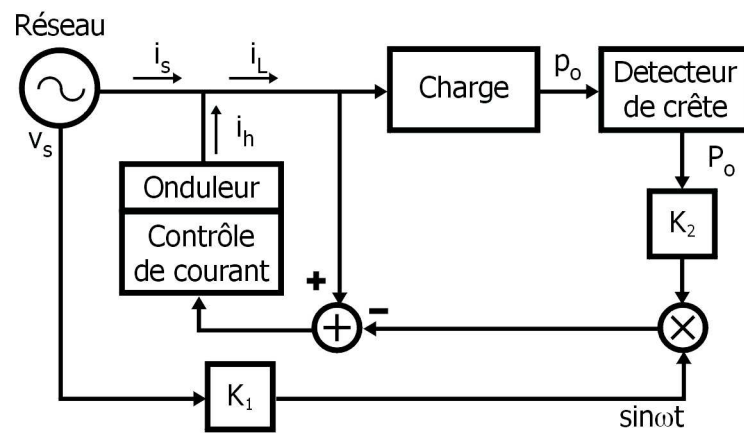 Réseau
i_s
i_L
v_s
i_h
Charge
p_o
Detecteur
de crête
P_o
Onduleur
Contrôle
de courant
K_2
+
-
+
×
K_1
sinωt